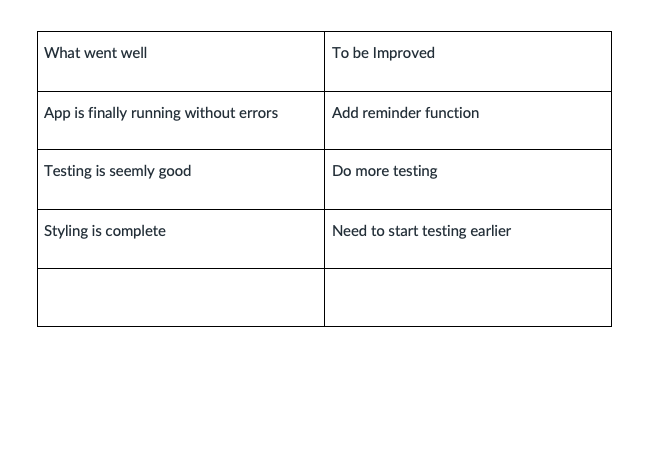 What went well
To be Improved
App is finally running without errors
Add reminder function
Testing is seemly good
Do more testing
Styling is complete
Need to start testing earlier